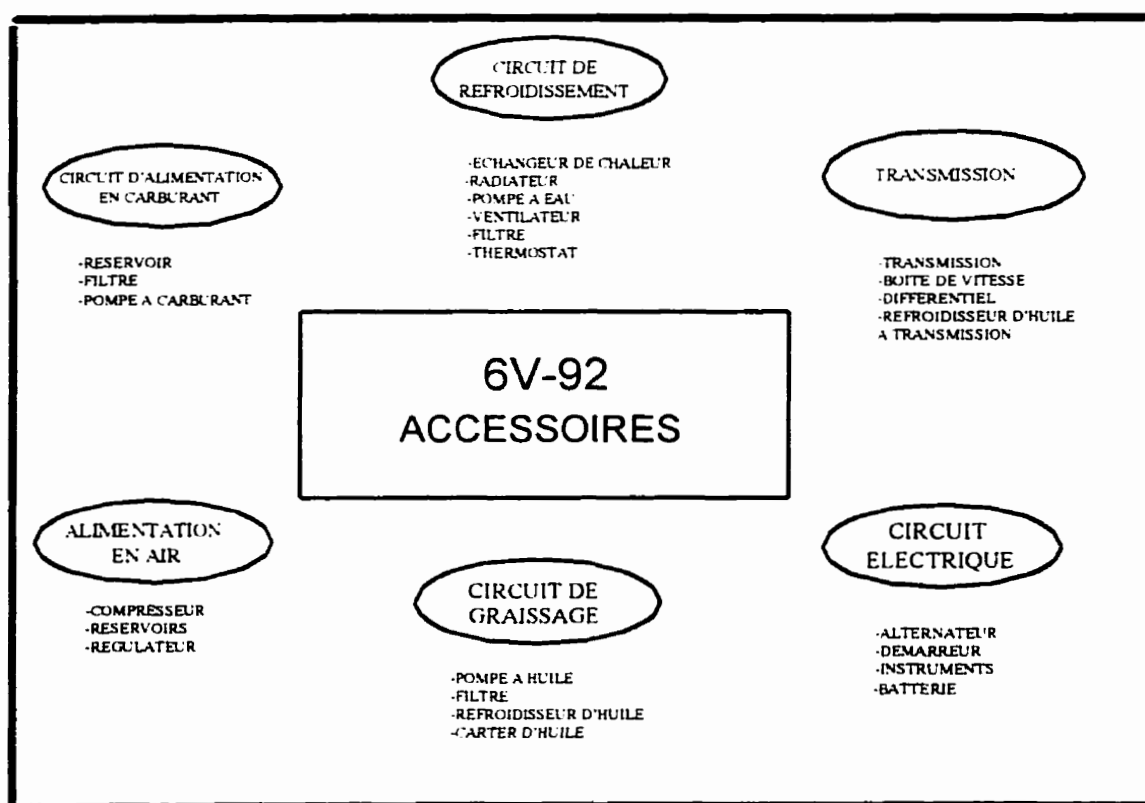 CIRCUIT DE
REFROIDISSEMENT
-ECHANGEUR DE CHALEUR
-RADIATEUR
-POMPE A EAU
-VENTILATEUR
-FILTRE
-THERMOSTAT
CIRCUIT D'ALIMENTATION
EN CARBURANT
-RESERVOIR
-FILTRE
-POMPE A CARBURANT
TRANSMISSION
-TRANSMISSION
-BOITE DE VITESSE
-DIFFERENTIEL
-REFROIDISSEUR D'HUILE
A TRANSMISSION
6V-92
ACCESSOIRES
ALIMENTATION
EN AIR
-COMPRESSEUR
-RESERVOIRS
-REGULATEUR
CIRCUIT DE
GRAISSAGE
-POMPE A HUILE
-FILTRE
-REFROIDISSEUR D'HUILE
-CARTER D'HUILE
CIRCUIT
ELECTRIQUE
-ALTERNATEUR
-DEMARREUR
-INSTRUMENTS
-BATTERIE